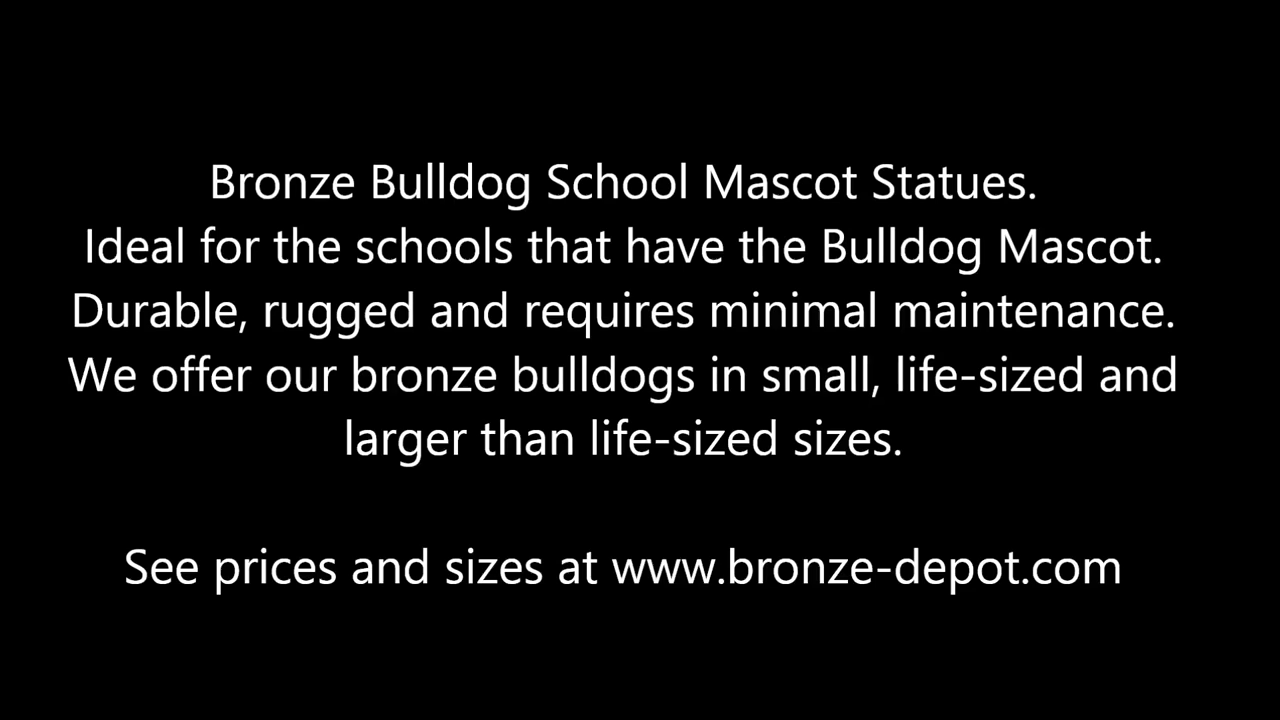 Bronze Bulldog School Mascot Statues.
Ideal for the schools that have the Bulldog Mascot.
Durable, rugged and requires minimal maintenance.
We offer our bronze bulldogs in small, life-sized and
larger than life-sized sizes.
See prices and sizes at www.bronze-depot.com